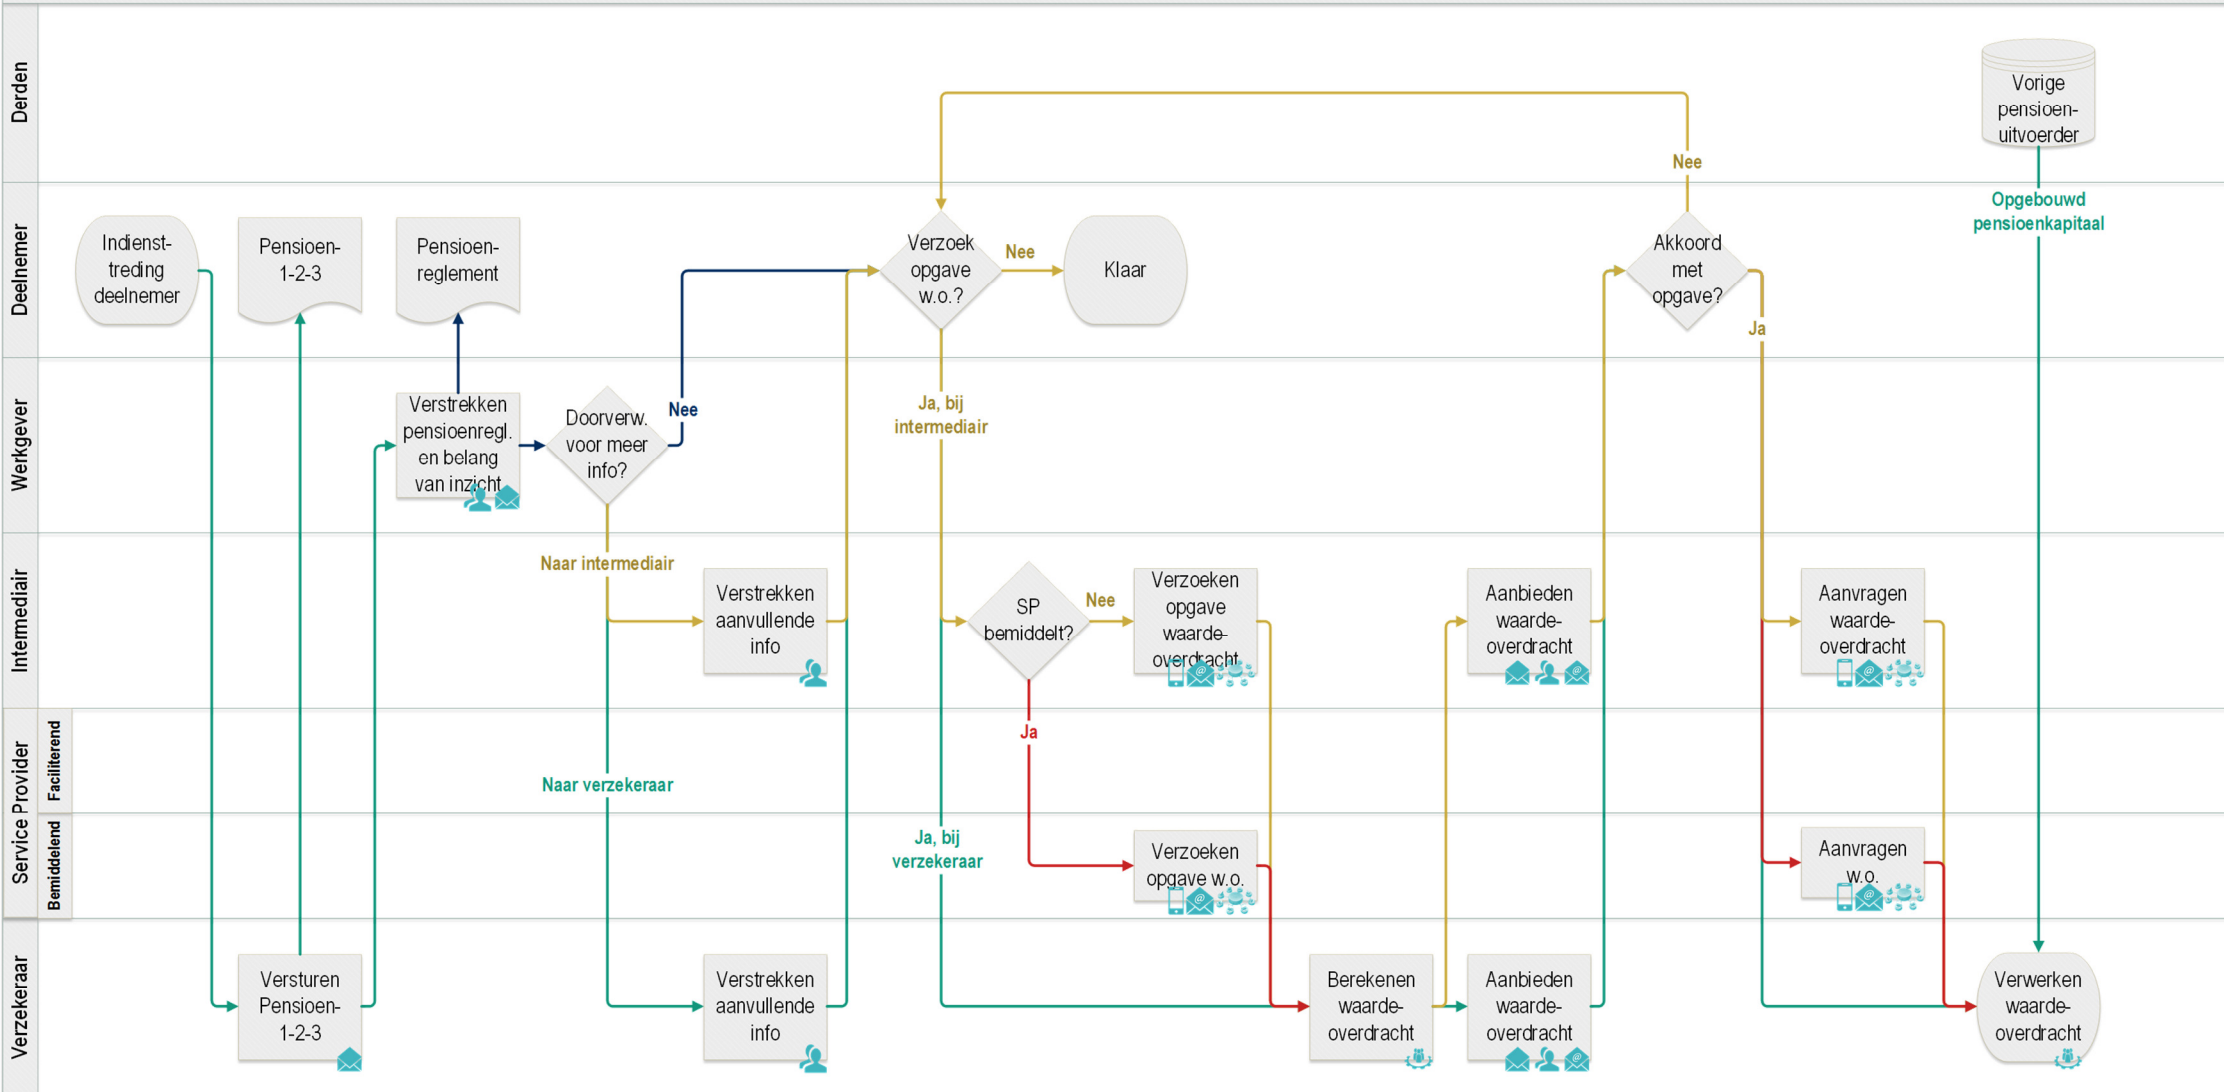 Derden
Vorige
pensioen-
uitvoerder
Nee
Opgebouwd
pensioenkapitaal
Deelnemer
Indienst-
treding
deelnemer
Pensioen-
1-2-3
Pensioen-
reglement
Verzoek
opgave
w.o.?
Nee
Klaar
Akkoord
met
opgave?
Ja
Werkgever
Verstrekken
pensioenregl.
en belang
van inzicht
Doorverw.
voor meer
info?
Nee
Ja, bij
intermediair
Intermediair
Naar intermediair
Verstrekken
aanvullende
info
SP
bemiddelt?
Nee
Verzoeken
opgave
waarde-
overdracht
Aanbieden
waarde-
overdracht
Aanvragen
waarde-
overdracht
Service Provider
Faciliterend
Ja
Naar verzekeraar
Bemiddelend
Ja, bij
verzekeraar
Verzoeken
opgave w.o.
Aanvragen
w.o.
Verzekeraar
Versturen
Pensioen-
1-2-3
Verstrekken
aanvullende
info
Berekenen
waarde-
overdracht
Aanbieden
waarde-
overdracht
Verwerken
waarde-
overdracht